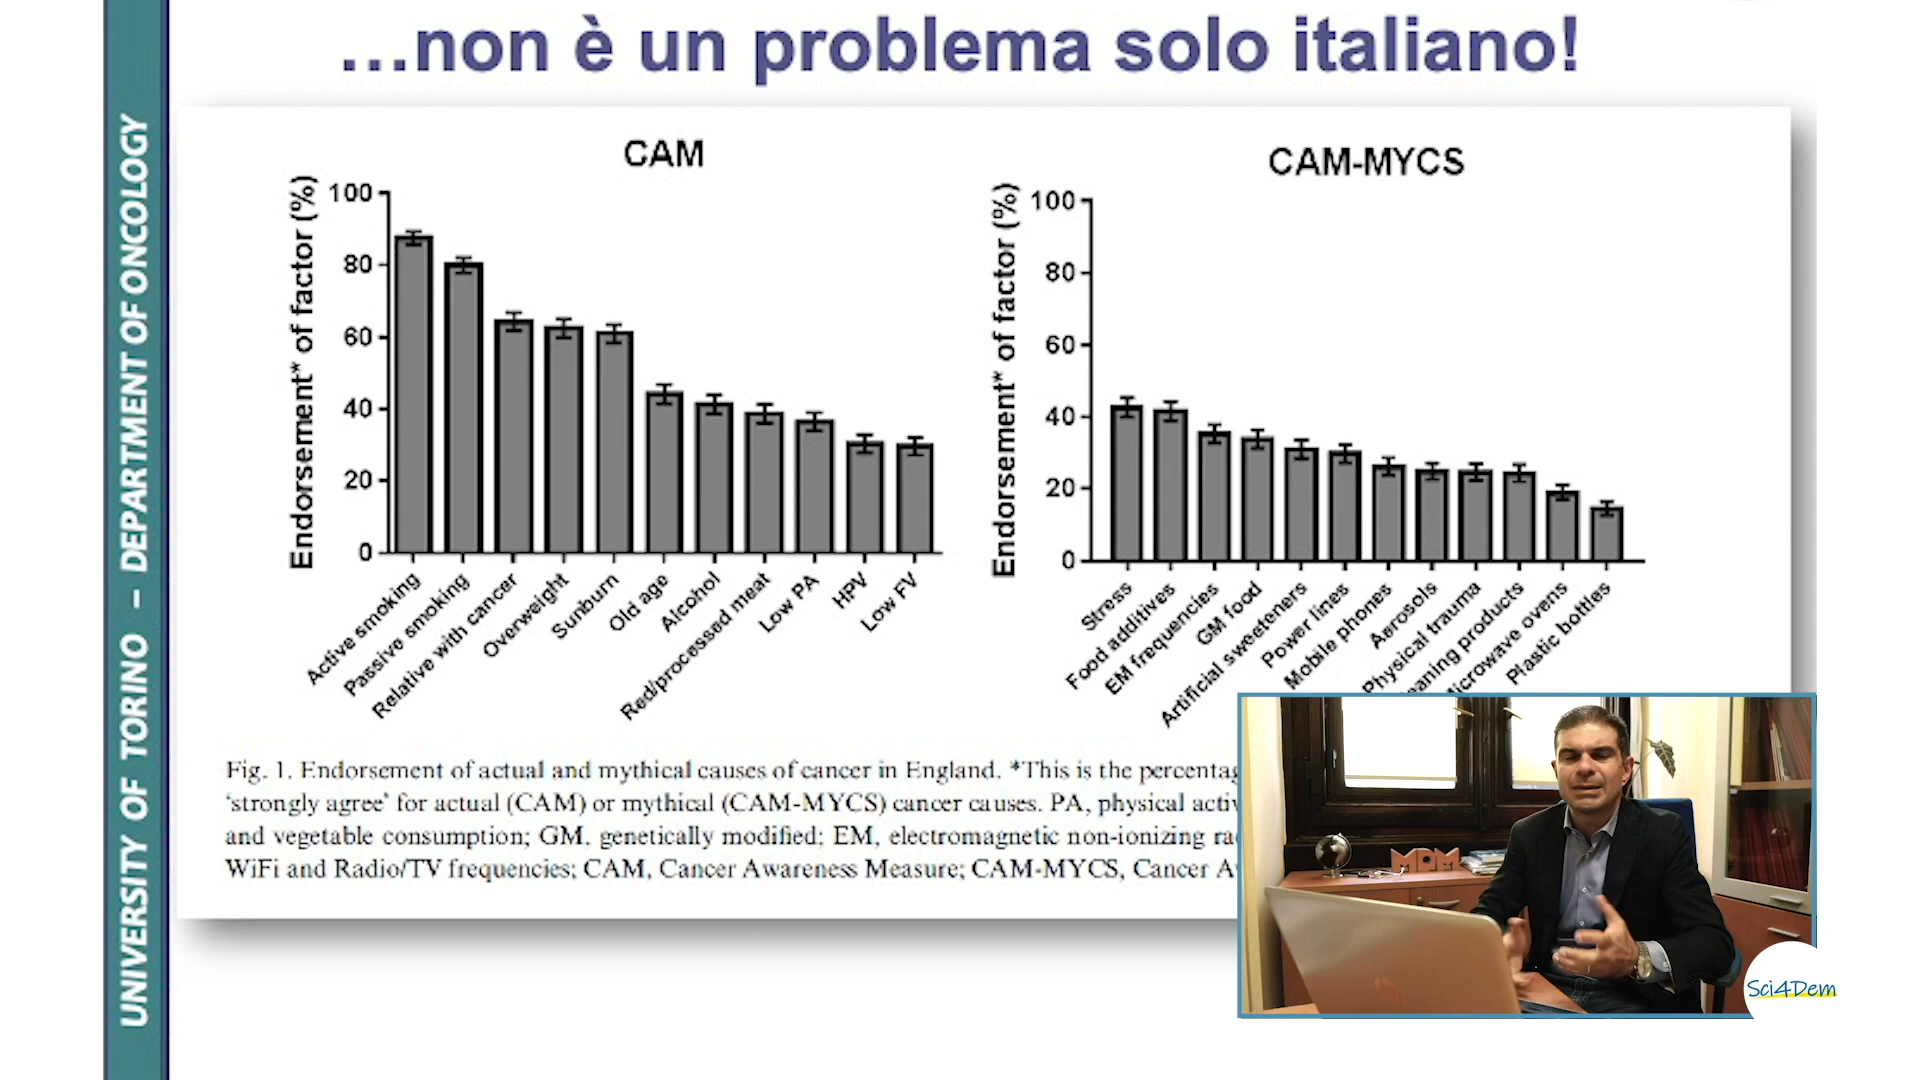 ...non è un problema solo italiano!
UNIVERSITY OF TORINO – DEPARTMENT OF ONCOLOGY
CAM
Endorsement* of factor (%)
100
80
60
40
20
0
Active smoking
Passive smoking
Relative with cancer
Overweight
Sunburn
Old age
Alcohol
Red/processed meat
Low PA
HPV
Low FV
CAM-MYCS
Endorsement* of factor (%)
100
80
60
40
20
0
Stress
Food additives
EM frequencies
GM food
Artificial sweeteners
Power lines
Mobile phones
Aerosols
Physical trauma
products
ovens
Plastic bottles
Fig. 1. Endorsement of actual and mythical causes of cancer in England. *This is the
'strongly agree' for actual (CAM) or mythical (CAM-MYCS) cancer causes. PA, physical
and vegetable consumption; GM, genetically modified; EM, electromagnetic non-ionizing
WiFi and Radio/TV frequencies; CAM, Cancer Awareness Measure; CAM-MYCS, Cancer
MOM
Sci4Dem